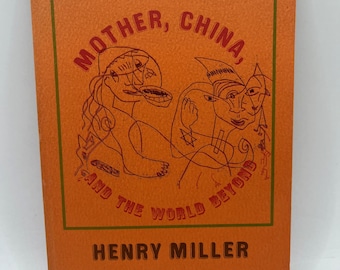 MOTHER, CHINA,
AND THE WORLD BEYOND
HENRY MILLER